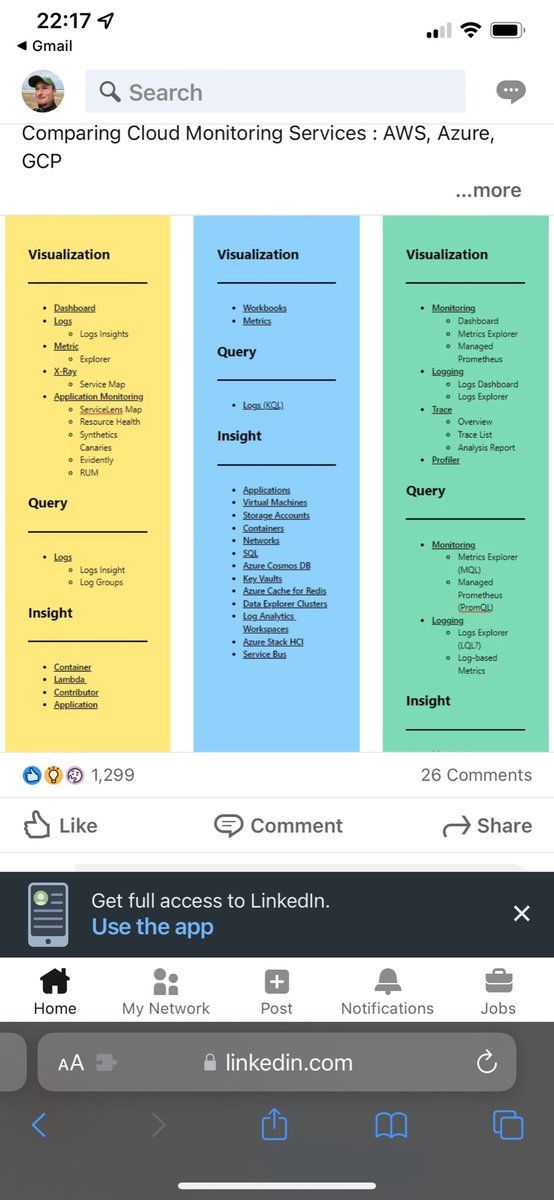 22:17
◀ Gmail
Search
Comparing Cloud Monitoring Services : AWS, Azure,
GCP
...more
Visualization
Dashboard
Logs
Logs Insights
Metric
Explorer
X-Ray
Service Map
Application Monitoring
ServiceLens Map
Resource Health
Synthetics
Canaries
Evidently
RUM
Query
Logs
Logs Insight
Log Groups
Insight
Container
Lambda
Contributor
Application
Visualization
Workbooks
Metrics
Query
Logs (KQL)
Insight
Applications
Virtual Machines
Storage Accounts
Containers
Networks
SQL
Azure Cosmos DB
Key Vaults
Azure Cache for Redis
Data Explorer Clusters
Log Analytics
Workspaces
Azure Stack HCI
Service Bus
Visualization
Monitoring
Dashboard
Metrics Explorer
Managed
Prometheus
Logging
Logs Dashboard
Logs Explorer
Trace
Overview
Trace List
Analysis Report
Profiler
Query
Monitoring
Metrics Explorer
(MQL)
Managed
Prometheus
(PromQL)
Logging
Logs Explorer
(LQL?)
Log-based
Metrics
Insight
1,299
26 Comments
Like
Comment
Share
Get full access to LinkedIn.
Use the app
Home
My Network
Post
Notifications
Jobs
AA
linkedin.com